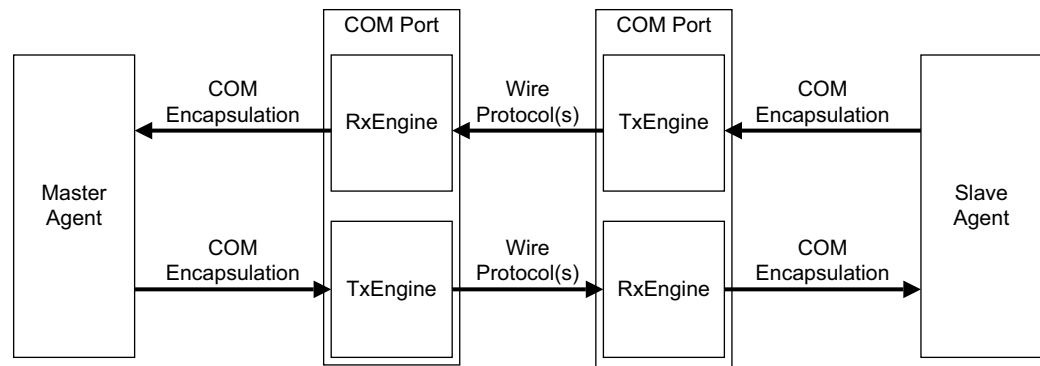 COM Port
COM Port
COM
Encapsulation
RxEngine
Wire
Protocol(s)
TxEngine
COM
Encapsulation
Master
Agent
Slave
Agent
COM
Encapsulation
TxEngine
Wire
Protocol(s)
RxEngine
COM
Encapsulation